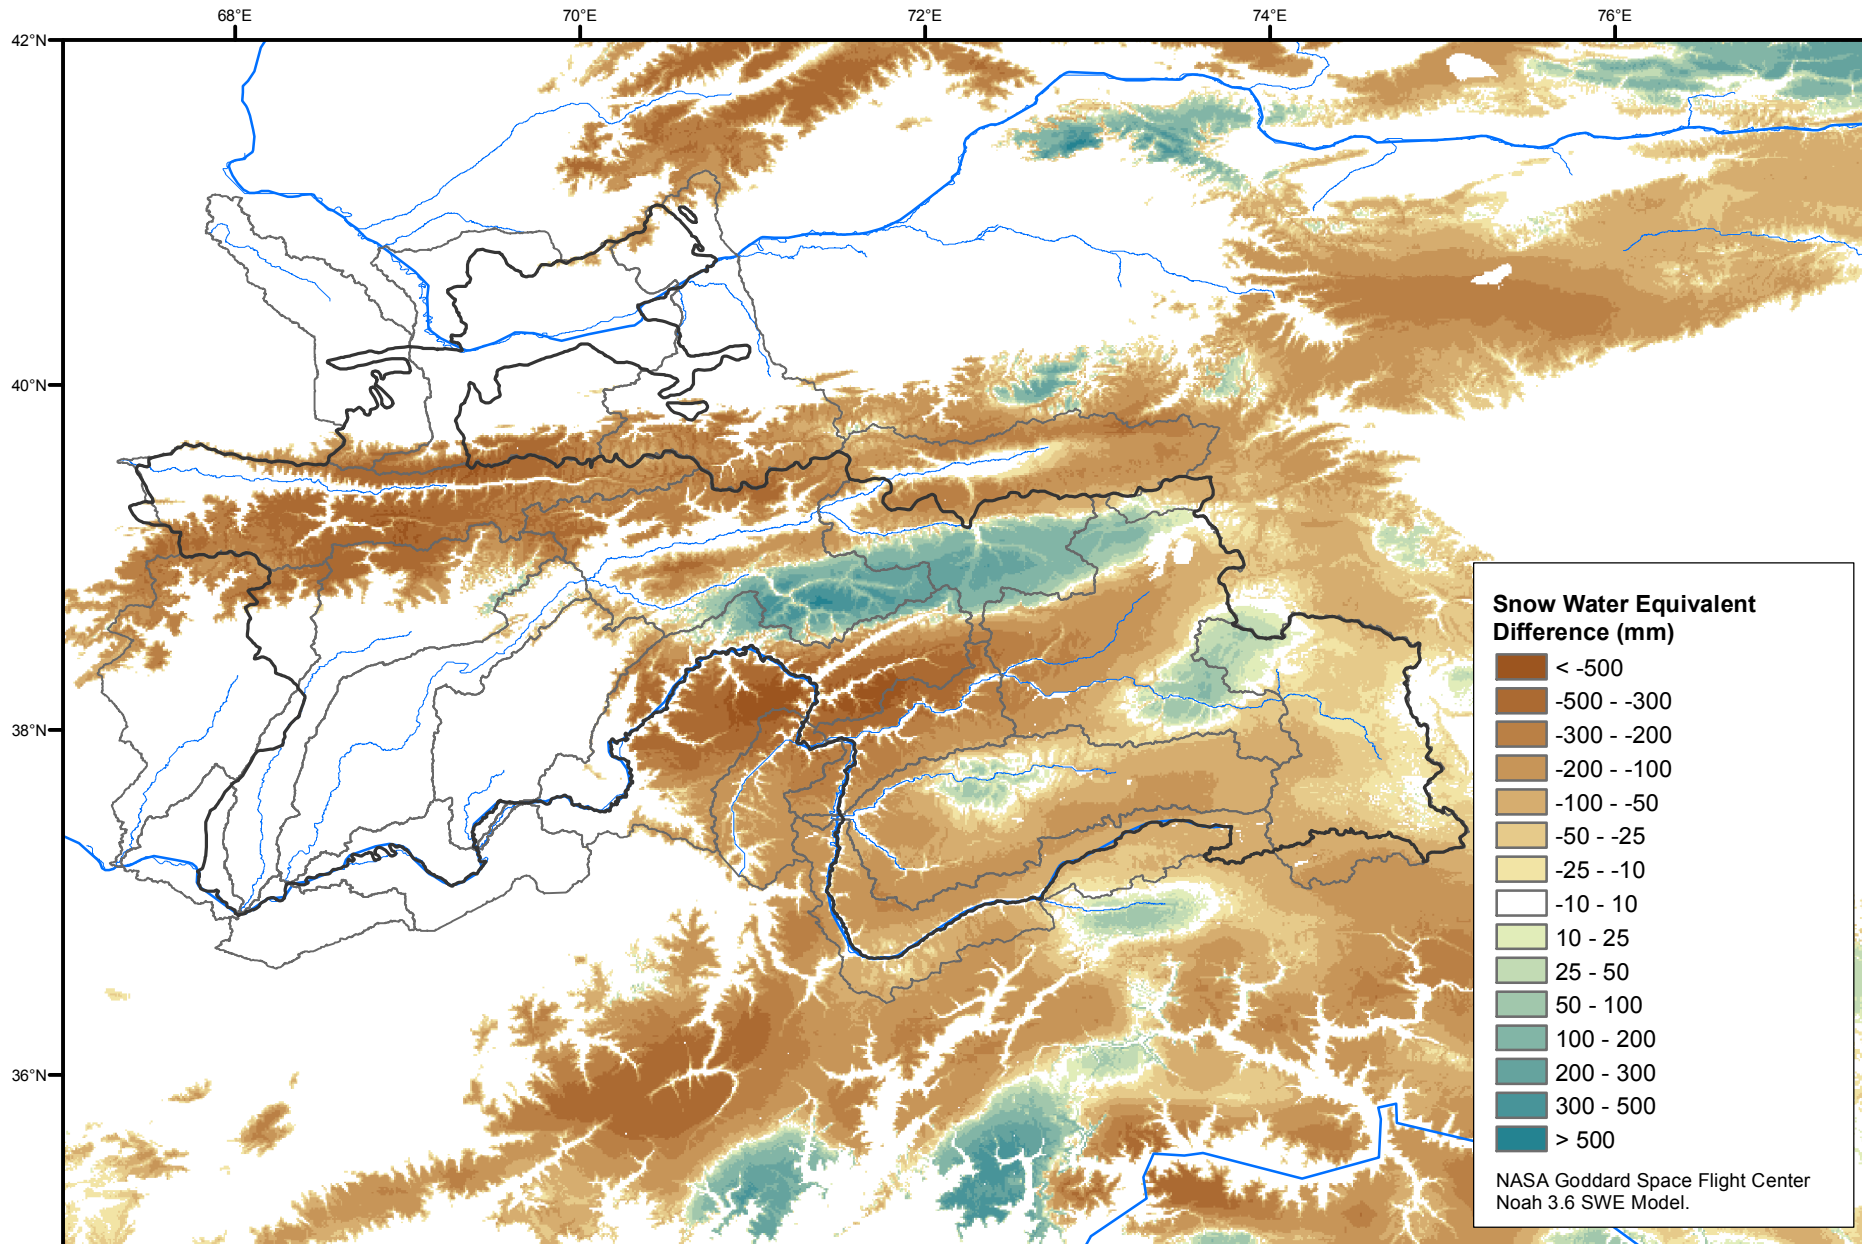 68°E
70°E
72°E
74°E
76°E
42°N
40°N
38°N
36°N
Snow Water Equivalent
Difference (mm)
< -500
-500 - -300
-300 - -200
-200 - -100
-100 - -50
-50 - -25
-25 - -10
-10 - 10
10 - 25
25 - 50
50 - 100
100 - 200
200 - 300
300 - 500
> 500
NASA Goddard Space Flight Center
Noah 3.6 SWE Model.